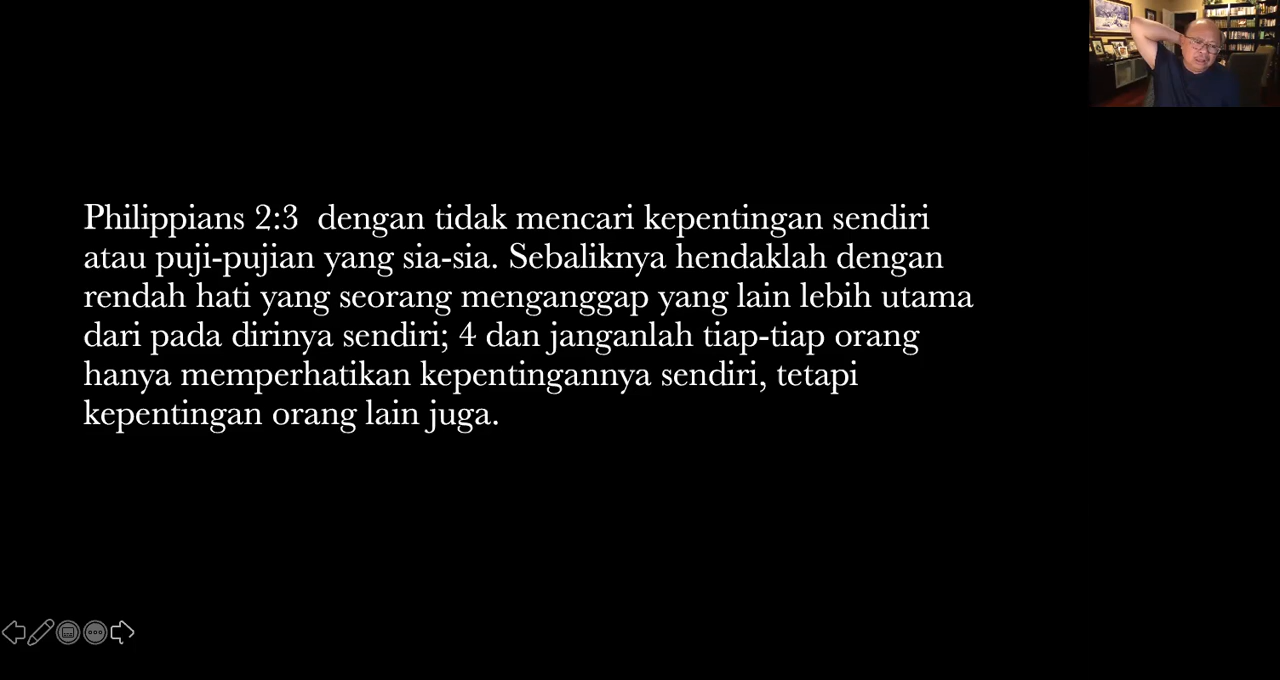 Philippians 2:3  dengan tidak mencari kepentingan sendiri
atau puji-pujian yang sia-sia. Sebaliknya hendaklah dengan
rendah hati yang seorang menganggap yang lain lebih utama
dari pada dirinya sendiri; 4 dan janganlah tiap-tiap orang
hanya memperhatikan kepentingannya sendiri, tetapi
kepentingan orang lain juga.